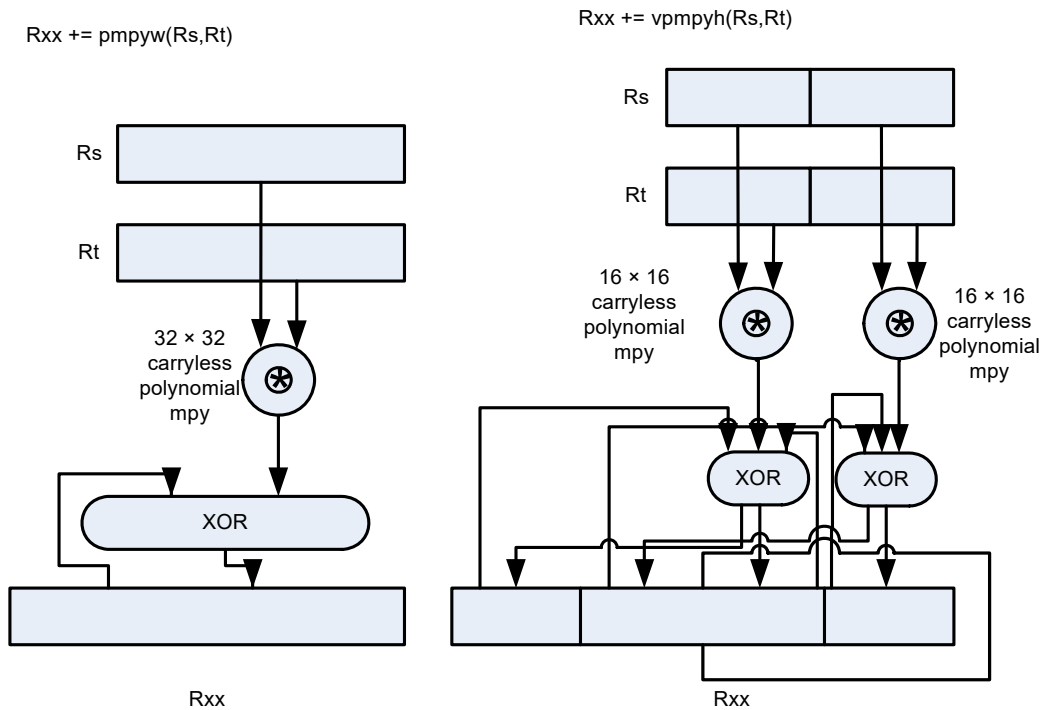 Rxx += pmpyw(Rs,Rt)
Rs
Rt
32 × 32
carryless
polynomial
mpy
XOR
Rxx
Rxx += vpmpyh(Rs,Rt)
Rs
Rt
16 × 16
carryless
polynomial
mpy
16 × 16
carryless
polynomial
mpy
XOR
XOR
Rxx